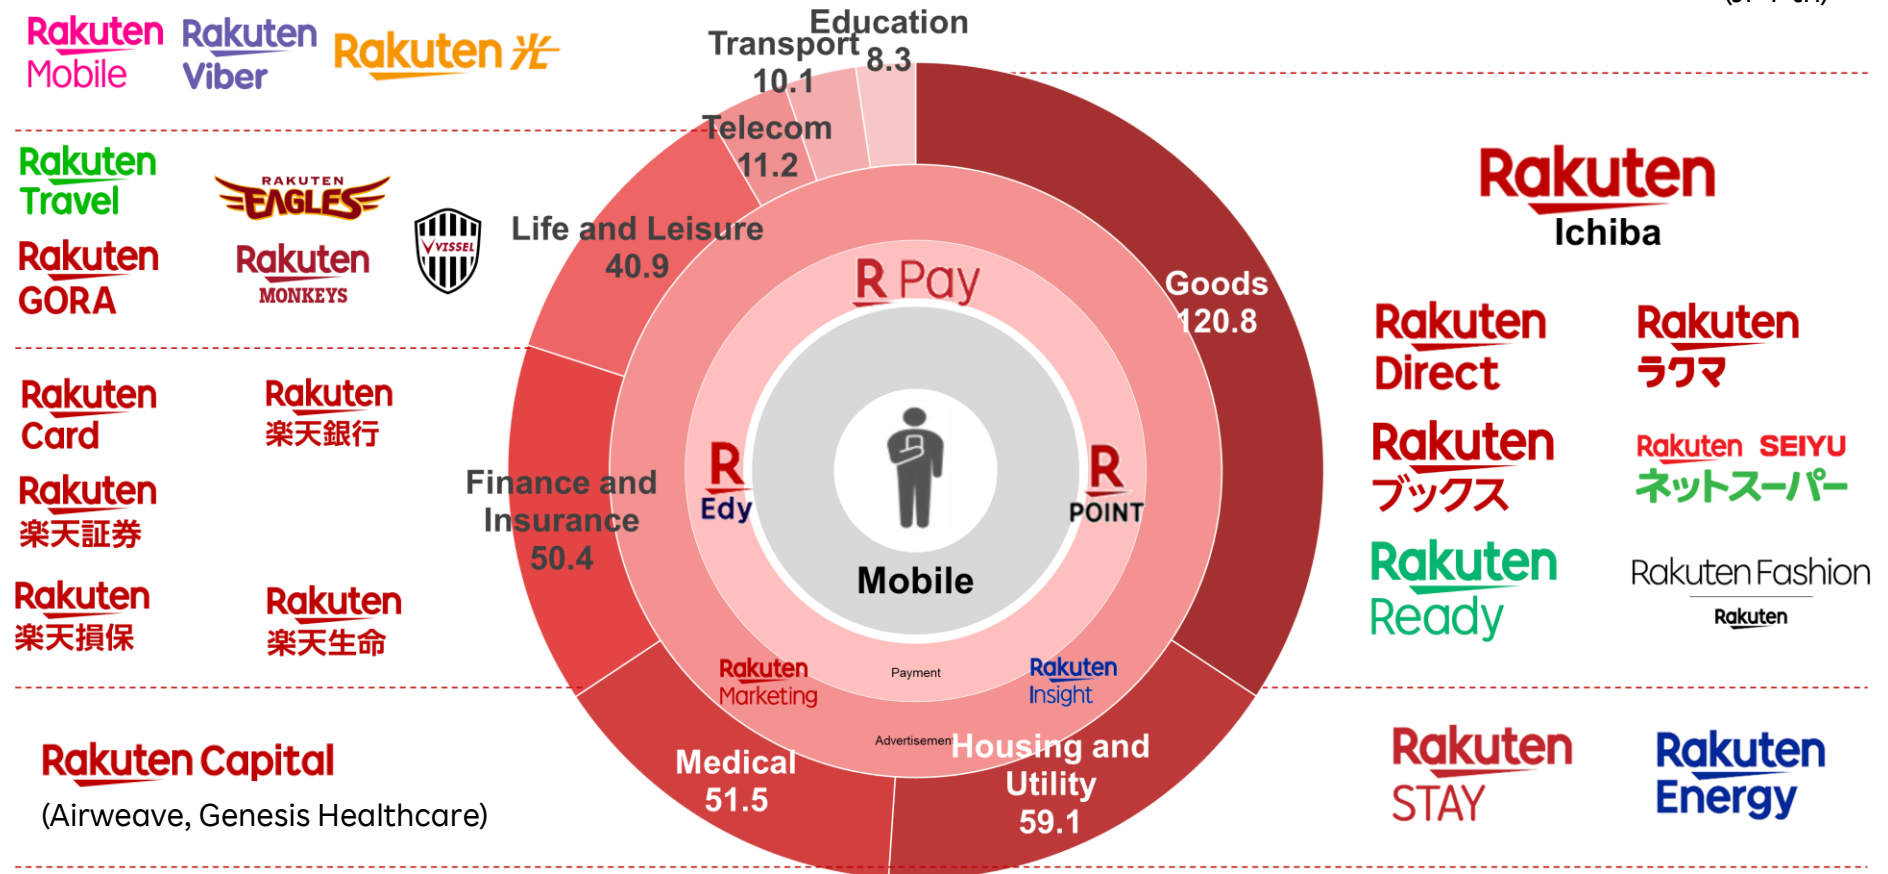 Rakuten
Mobile
Rakuten
Viber
Rakuten 光
Rakuten
Travel
RAKUTEN
EAGLES
Rakuten
GORA
Rakuten
MONKEYS
VISSEL
Rakuten
Card
Rakuten
楽天銀行
Rakuten
楽天証券
Rakuten
楽天損保
Rakuten
楽天生命
Rakuten Capital
(Airweave, Genesis Healthcare)
Education
8.3
Transport
10.1
Telecom
11.2
Life and Leisure
40.9
Finance and
Insurance
50.4
Medical
51.5
Housing and
Utility
59.1
Goods
120.8
R Pay
R
Edy
R
POINT
Mobile
Payment
Rakuten
Marketing
Rakuten
Insight
Advertisement
Rakuten
Ichiba
Rakuten
Direct
Rakuten
ラクマ
Rakuten
ブックス
Rakuten SEIYU
ネットスーパー
Rakuten
Ready
Rakuten Fashion
Rakuten
Rakuten
STAY
Rakuten
Energy